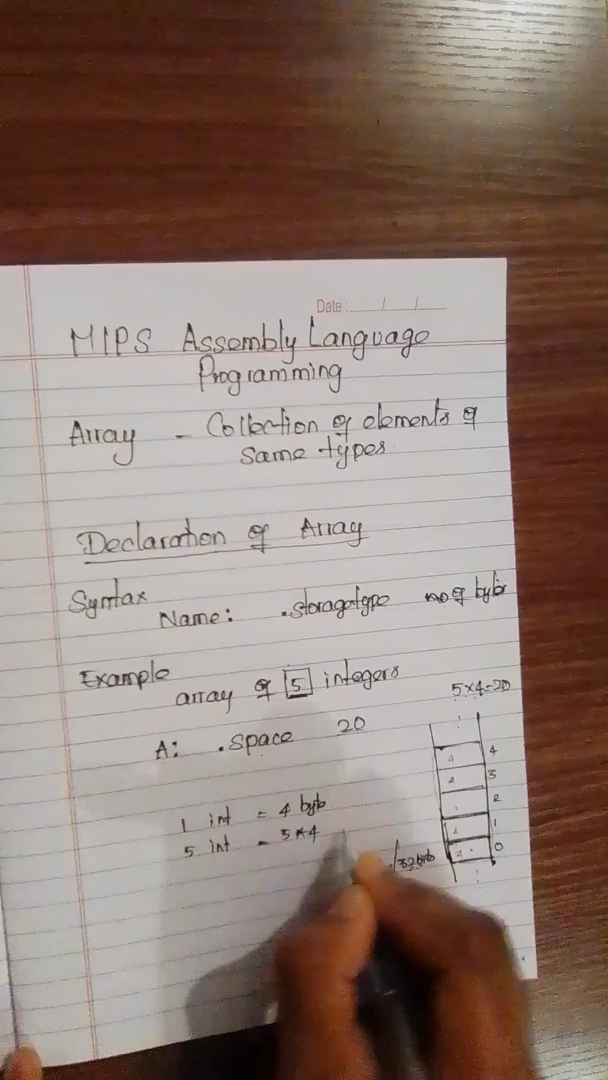 Date : / /
MIPS Assembly Language
Programming
Array - Collection of elements of
same types
Declaration of Array
Syntax
Name: .storagetype no of bytes
Example
array of 5 integers
5×4=20
A: .space 20
4
3
2
1
0
1 int = 4 byte
5 int = 5*4